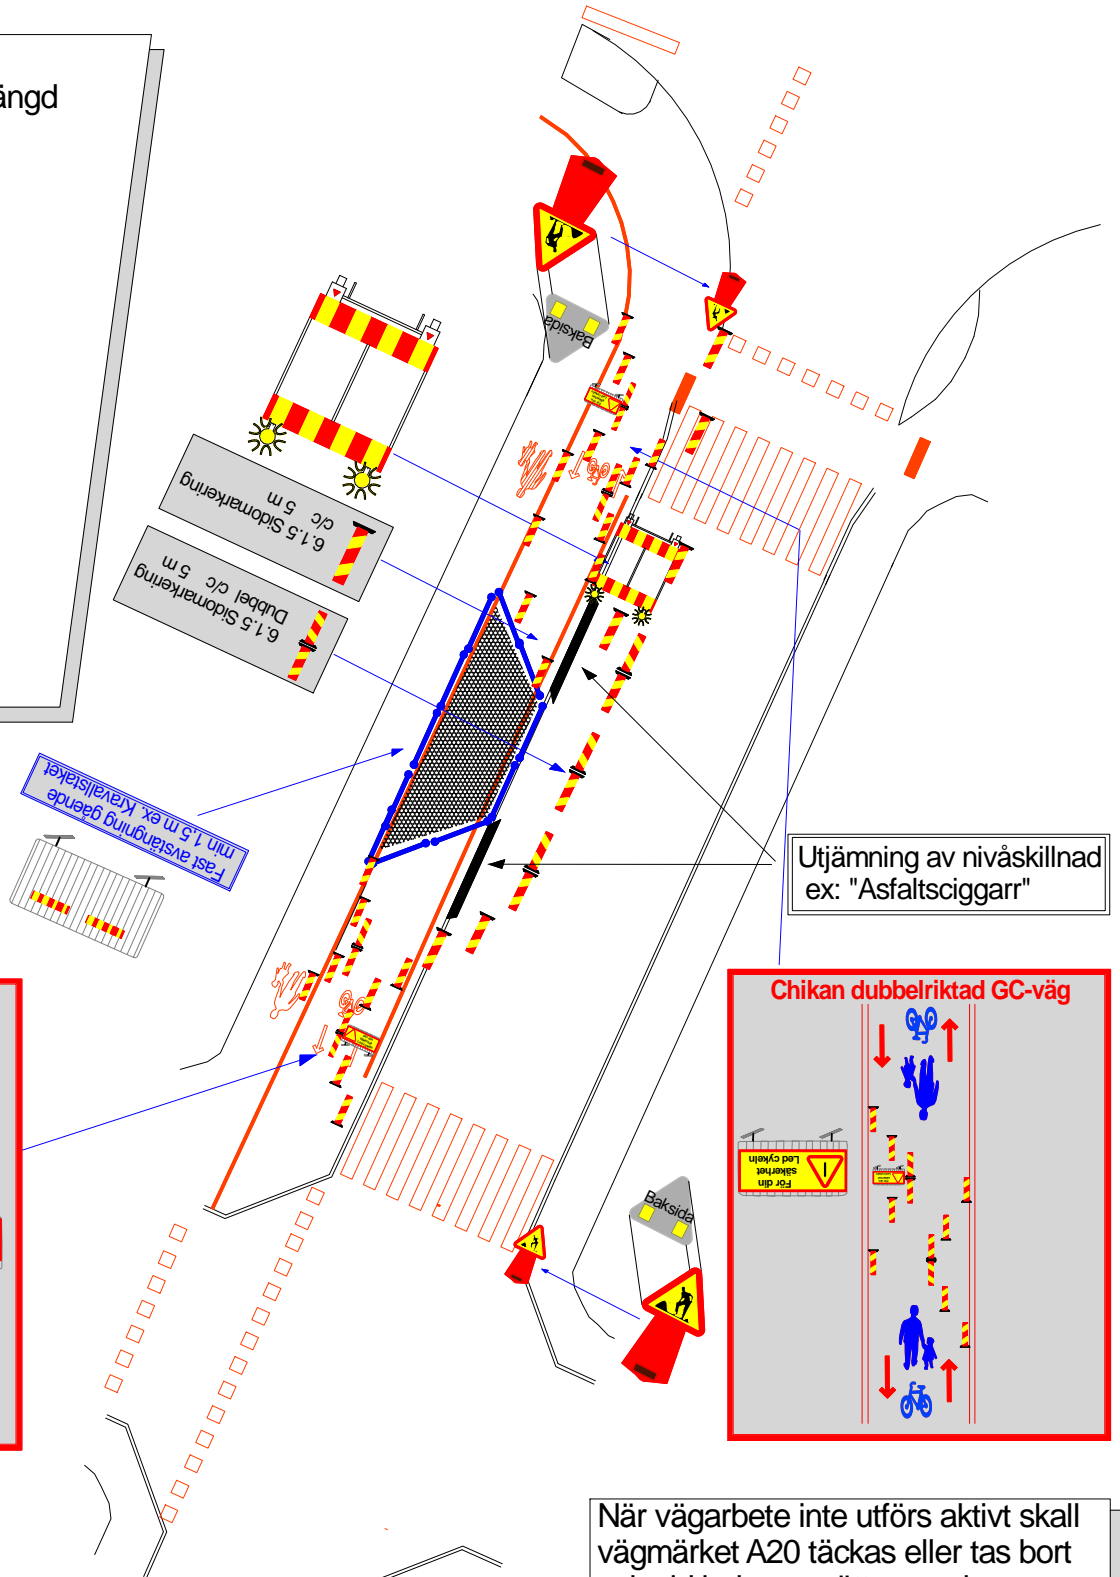 ängd
Baksida
6.1.5 Sidomarkering
c/c 5 m
6.1.5 Sidomarkering
Dubbel c/c 5 m
Fast avstängning gående
min 1,5 m ex. Kravallstaket
Utjämning av nivåskillnad
ex: "Asfaltsciggarr"
Chikan dubbelriktad GC-väg
För din
säkerhet
Led cykeln
Baksida
När vägarbete inte utförs aktivt skall
vägmärket A20 täckas eller tas bort